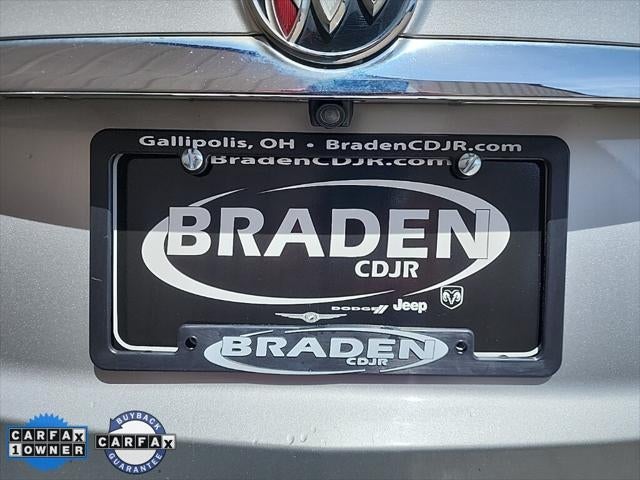 Gallipolis, OH • BradenCDJR.com
BradenCDJR.com
BRADEN
CDJR
DODGE// Jeep
BRADEN
CDJR
CARFAX
1 OWNER
BUYBACK
CARFAX
GUARANTEE